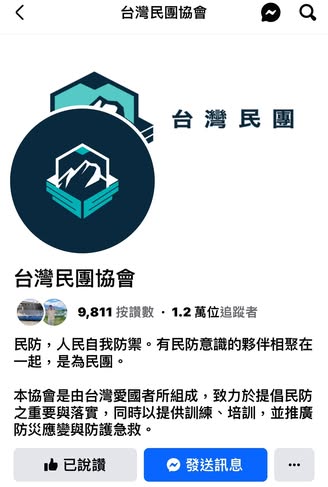 台灣民團協會
台灣民團
台灣民團協會
9,811 按讚數 · 1.2 萬位追蹤者
民防，人民自我防禦。有民防意識的夥伴相聚在
一起，是為民團。
本協會是由台灣愛國者所組成，致力於提倡民防
之重要與落實，同時以提供訓練、培訓，並推廣
防災應變與防護急救。
已說讚
發送訊息